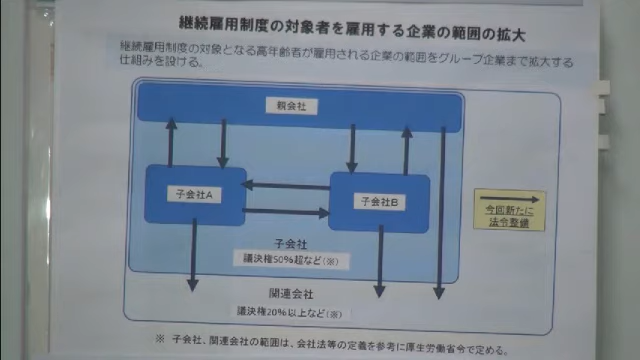 継続雇用制度の対象者を雇用する企業の範囲の拡大
継続雇用制度の対象となる高年齢者が雇用される企業の範囲をグループ企業まで拡大する
仕組みを設ける。
親会社
子会社A
子会社B
今回新たに
法令整備
子会社
議決権50%超など(※)
関連会社
議決権20%以上など(※)
※ 子会社、関連会社の範囲は、会社法等の定義を参考に厚生労働省令で定める。